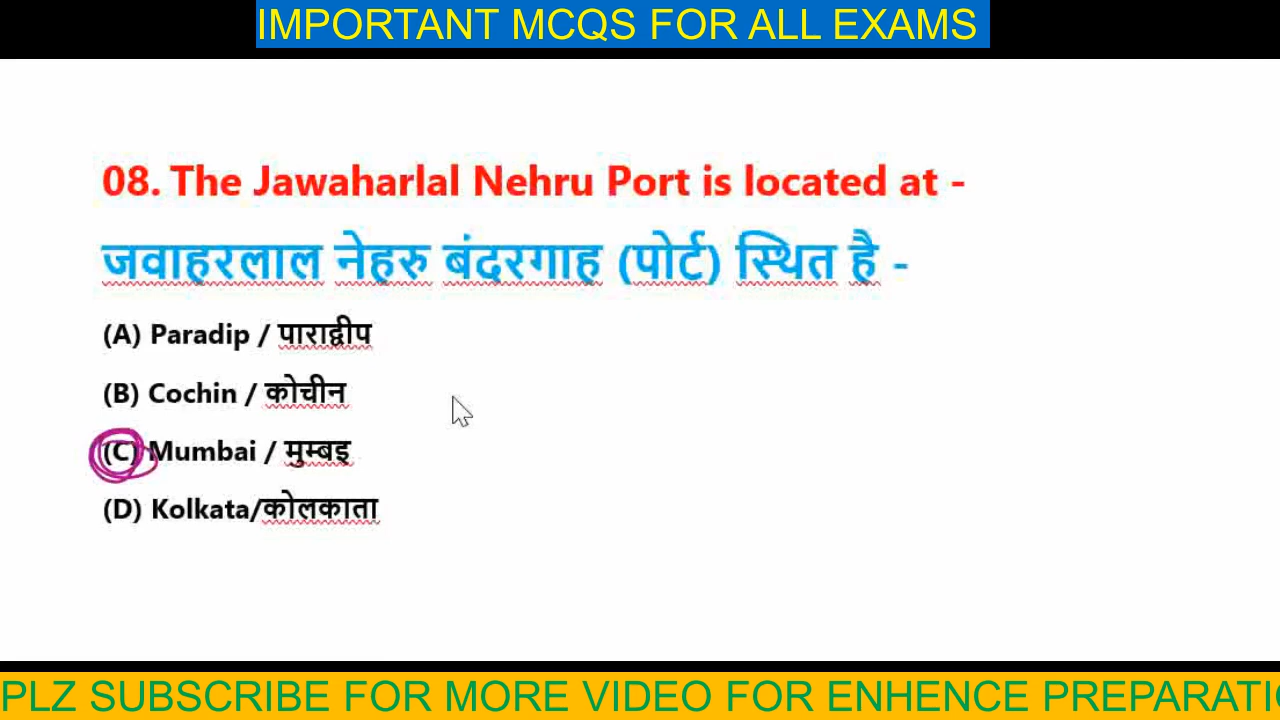 IMPORTANT MCQS FOR ALL EXAMS
08. The Jawaharlal Nehru Port is located at -
जवाहरलाल नेहरु बंदरगाह (पोर्ट) स्थित है -
(A) Paradip / पाराद्वीप
(B) Cochin / कोचीन
(C) Mumbai / मुम्बइ
(D) Kolkata/कोलकाता
PLZ SUBSCRIBE FOR MORE VIDEO FOR ENHENCE PREPARATIO